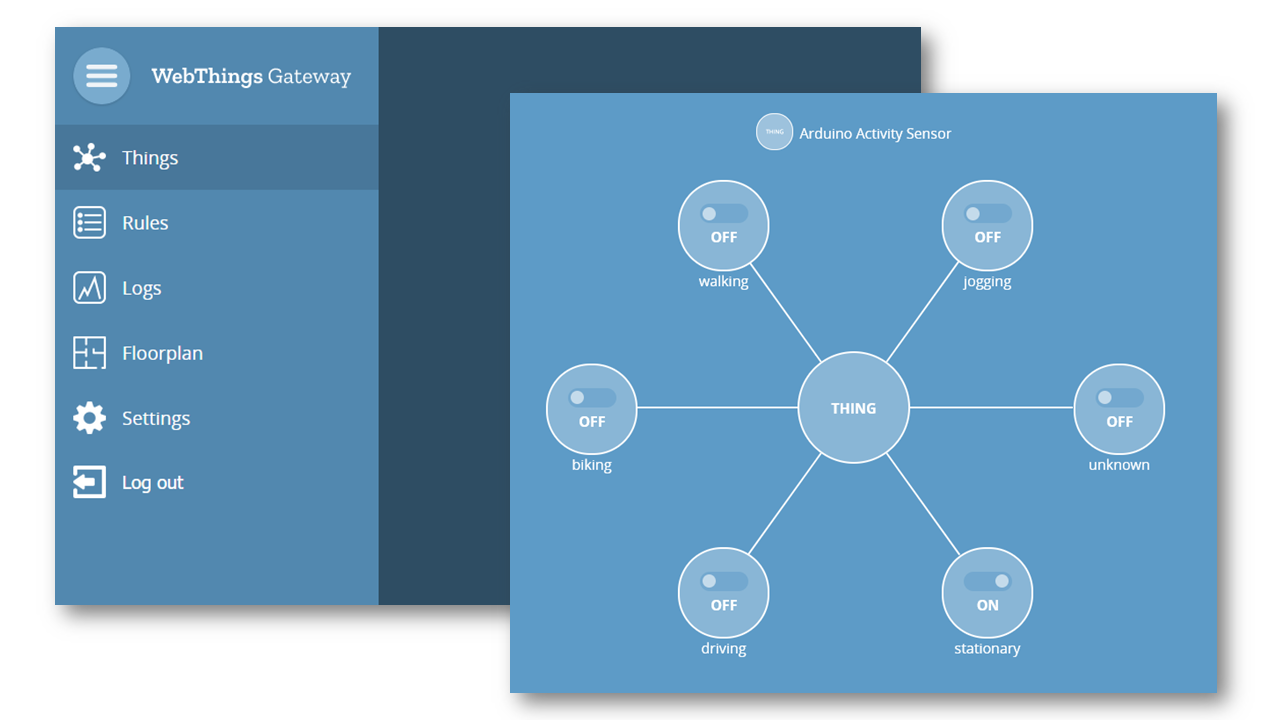 WebThings Gateway
Things
Rules
Logs
Floorplan
Settings
Log out
THING Arduino Activity Sensor
OFF
walking
OFF
jogging
OFF
biking
THING
OFF
unknown
OFF
driving
ON
stationary